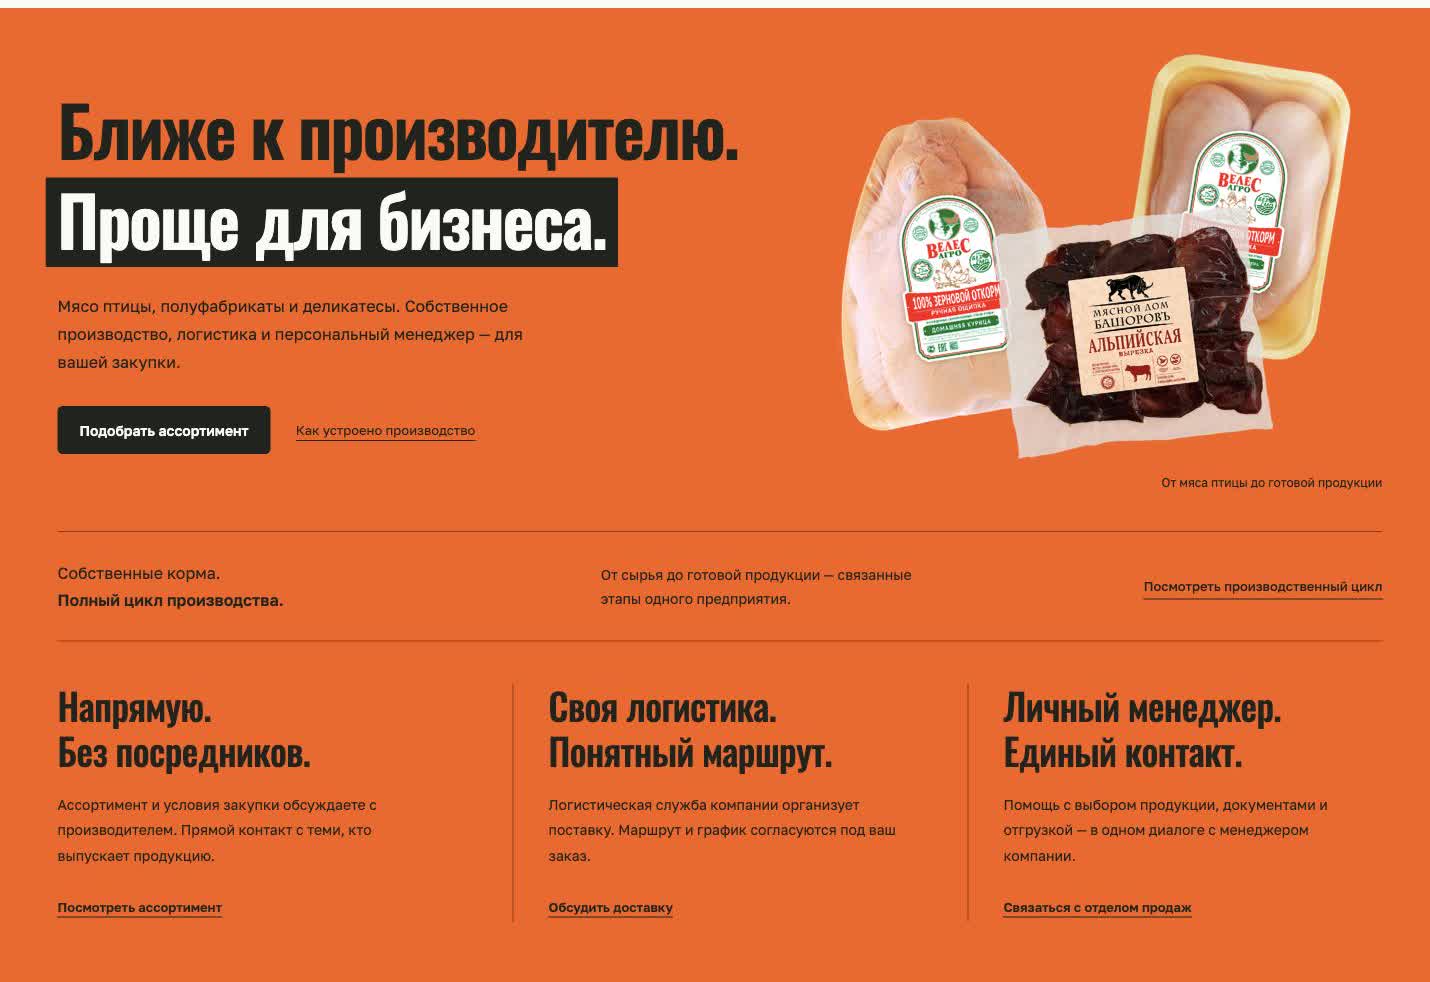 Ближе к производителю.
Проще для бизнеса.
Мясо птицы, полуфабрикаты и деликатесы. Собственное
производство, логистика и персональный менеджер — для
вашей закупки.
Подобрать ассортимент
Как устроено производство
ВЕЛЕС
АГРО
100% ЗЕРНОВОЙ ОТКОРМ
РУЧНАЯ ОЩИПКА
ДОМАШНЯЯ КУРИЦА
ВЕЛЕС
АГРО
ОТКОРМ
МЯСНОЙ ДОМ
БАШОРОВЪ
АЛЬПИЙСКАЯ
ВЫРЕЗКА
От мяса птицы до готовой продукции
Собственные корма.
Полный цикл производства.
От сырья до готовой продукции — связанные
этапы одного предприятия.
Посмотреть производственный цикл
Напрямую.
Без посредников.
Ассортимент и условия закупки обсуждаете с
производителем. Прямой контакт с теми, кто
выпускает продукцию.
Посмотреть ассортимент
Своя логистика.
Понятный маршрут.
Логистическая служба компании организует
поставку. Маршрут и график согласуются под ваш
заказ.
Обсудить доставку
Личный менеджер.
Единый контакт.
Помощь с выбором продукции, документами и
отгрузкой — в одном диалоге с менеджером
компании.
Связаться с отделом продаж